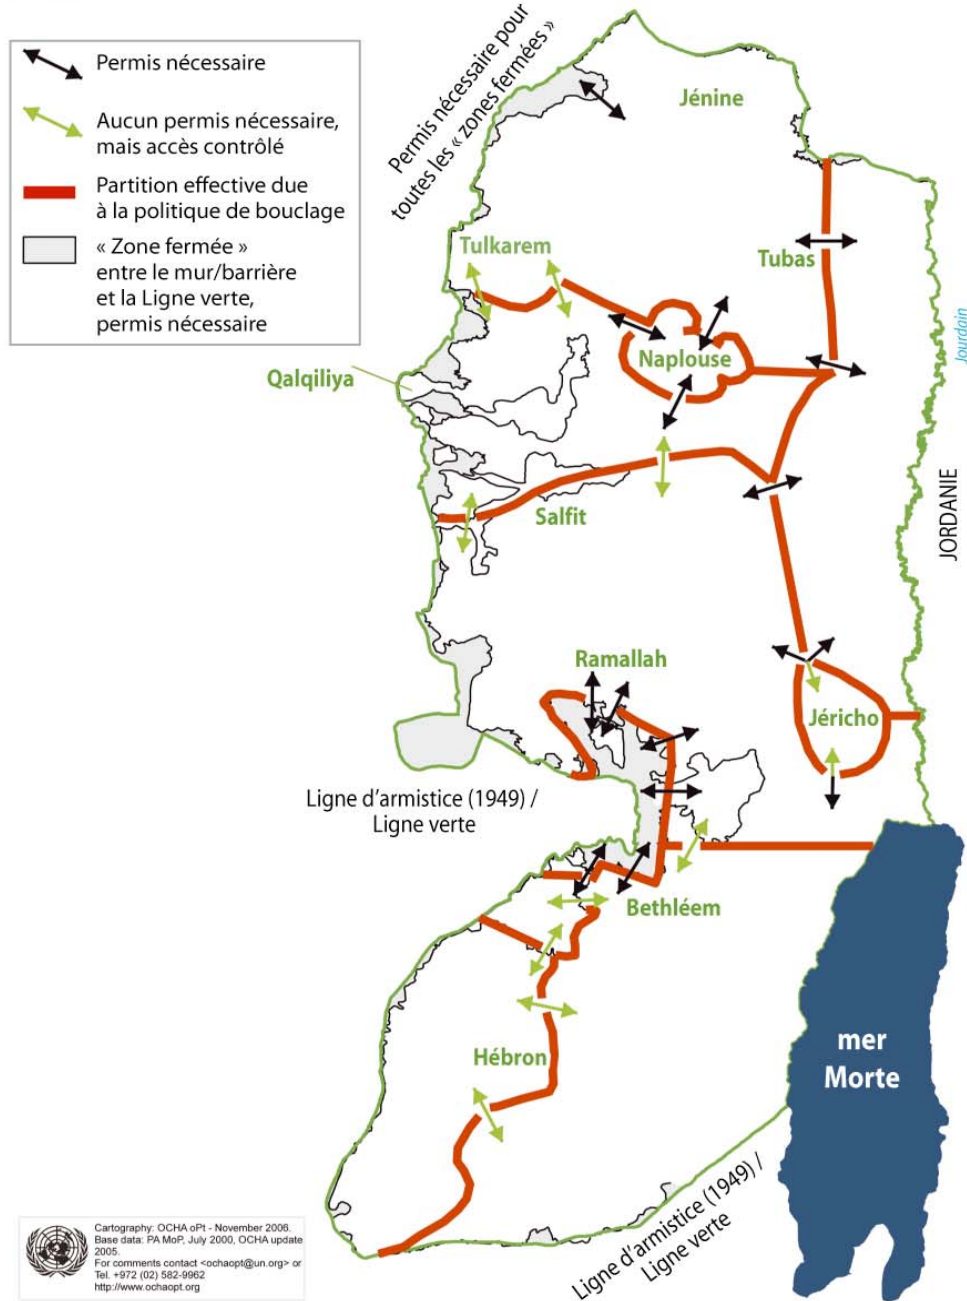 Permis nécessaire
Aucun permis nécessaire,
mais accès contrôlé
Partition effective due
à la politique de bouclage
« Zone fermée »
entre le mur/barrière
et la Ligne verte,
permis nécessaire
Permis nécessaire pour
toutes les « zones fermées »
Jénine
Tulkarem
Tubas
Jourdain
Naplouse
Qalqiliya
JORDANIE
Salfit
Ramallah
Jéricho
Ligne d'armistice (1949) /
Ligne verte
Bethléem
mer
Morte
Hébron
Ligne d'armistice (1949) /
Ligne verte
Cartography: OCHA oPt - November 2006.
Base data: PA MoP, July 2000, OCHA update
2005.
For comments contact <ochaopt@un.org> or
Tel. +972 (02) 582-9962
http://www.ochaopt.org